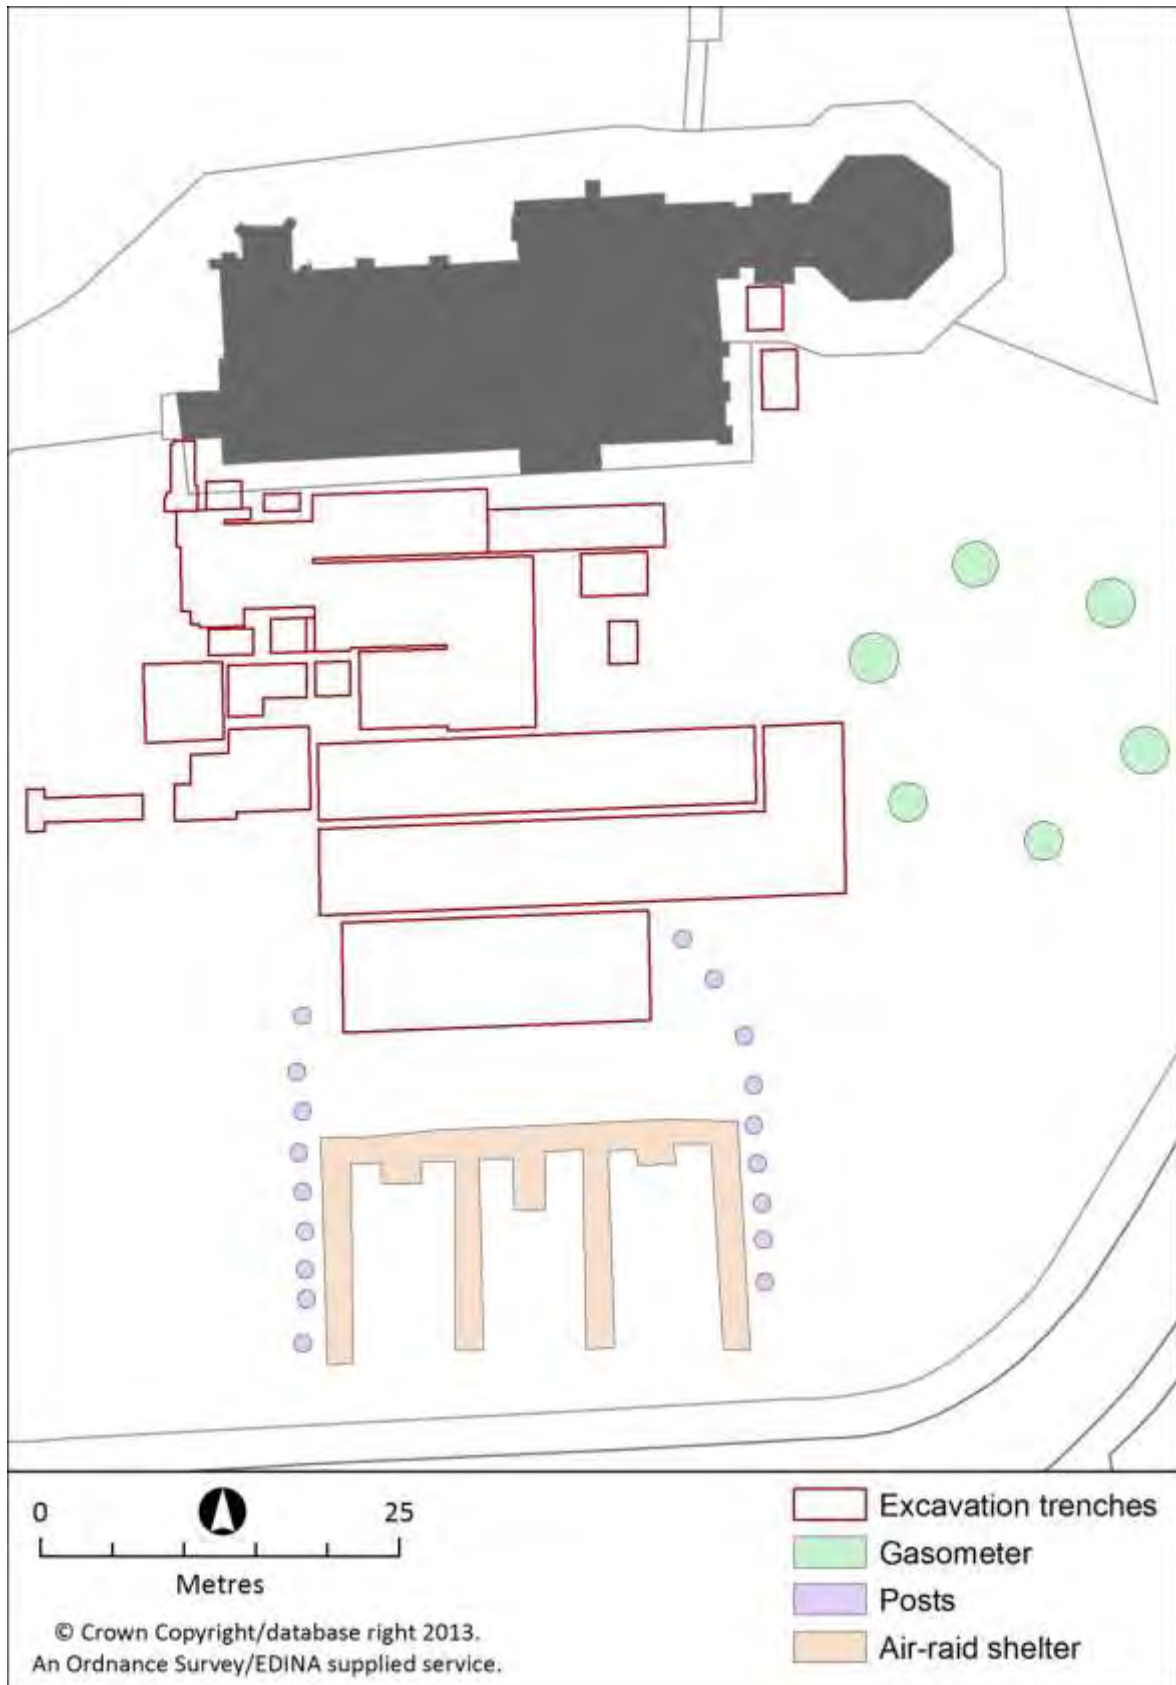 0 25
Metres
© Crown Copyright/database right 2013.
An Ordnance Survey/EDINA supplied service.
Excavation trenches
Gasometer
Posts
Air-raid shelter